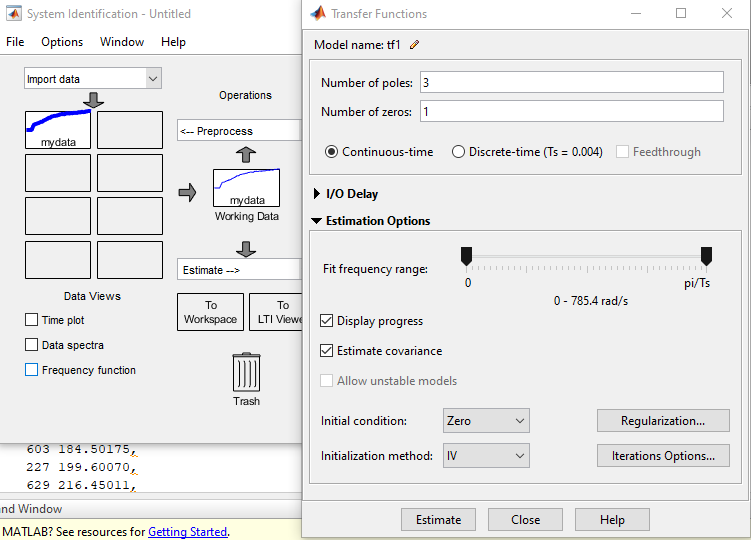 System Identification - Untitled
File Options Window Help
Import data
Operations
mydata
<-- Preprocess
mydata
Working Data
Estimate -->
Data Views
To Workspace
To LTI Viewe
Time plot
Data spectra
Frequency function
Trash
603 184.50175,
227 199.60070,
629 216.45011,
nd Window
MATLAB? See resources for Getting Started.
Transfer Functions
Model name: tf1
Number of poles: 3
Number of zeros: 1
Continuous-time Discrete-time (Ts = 0.004) Feedthrough
I/O Delay
Estimation Options
Fit frequency range:
0 pi/Ts
0 - 785.4 rad/s
Display progress
Estimate covariance
Allow unstable models
Initial condition: Zero Regularization...
Initialization method: IV Iterations Options...
Estimate Close Help